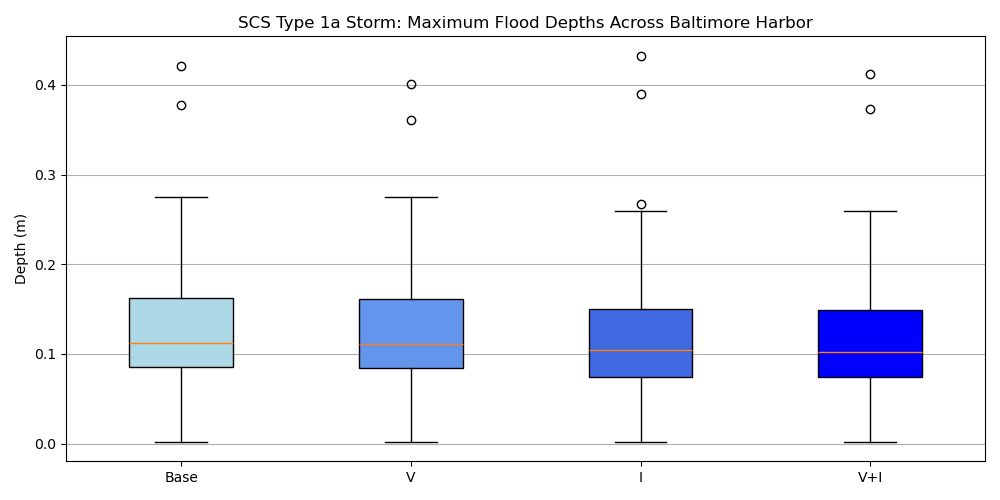 SCS Type 1a Storm: Maximum Flood Depths Across Baltimore Harbor
Depth (m)
0.4
0.3
0.2
0.1
0.0
Base
V
I
V+I